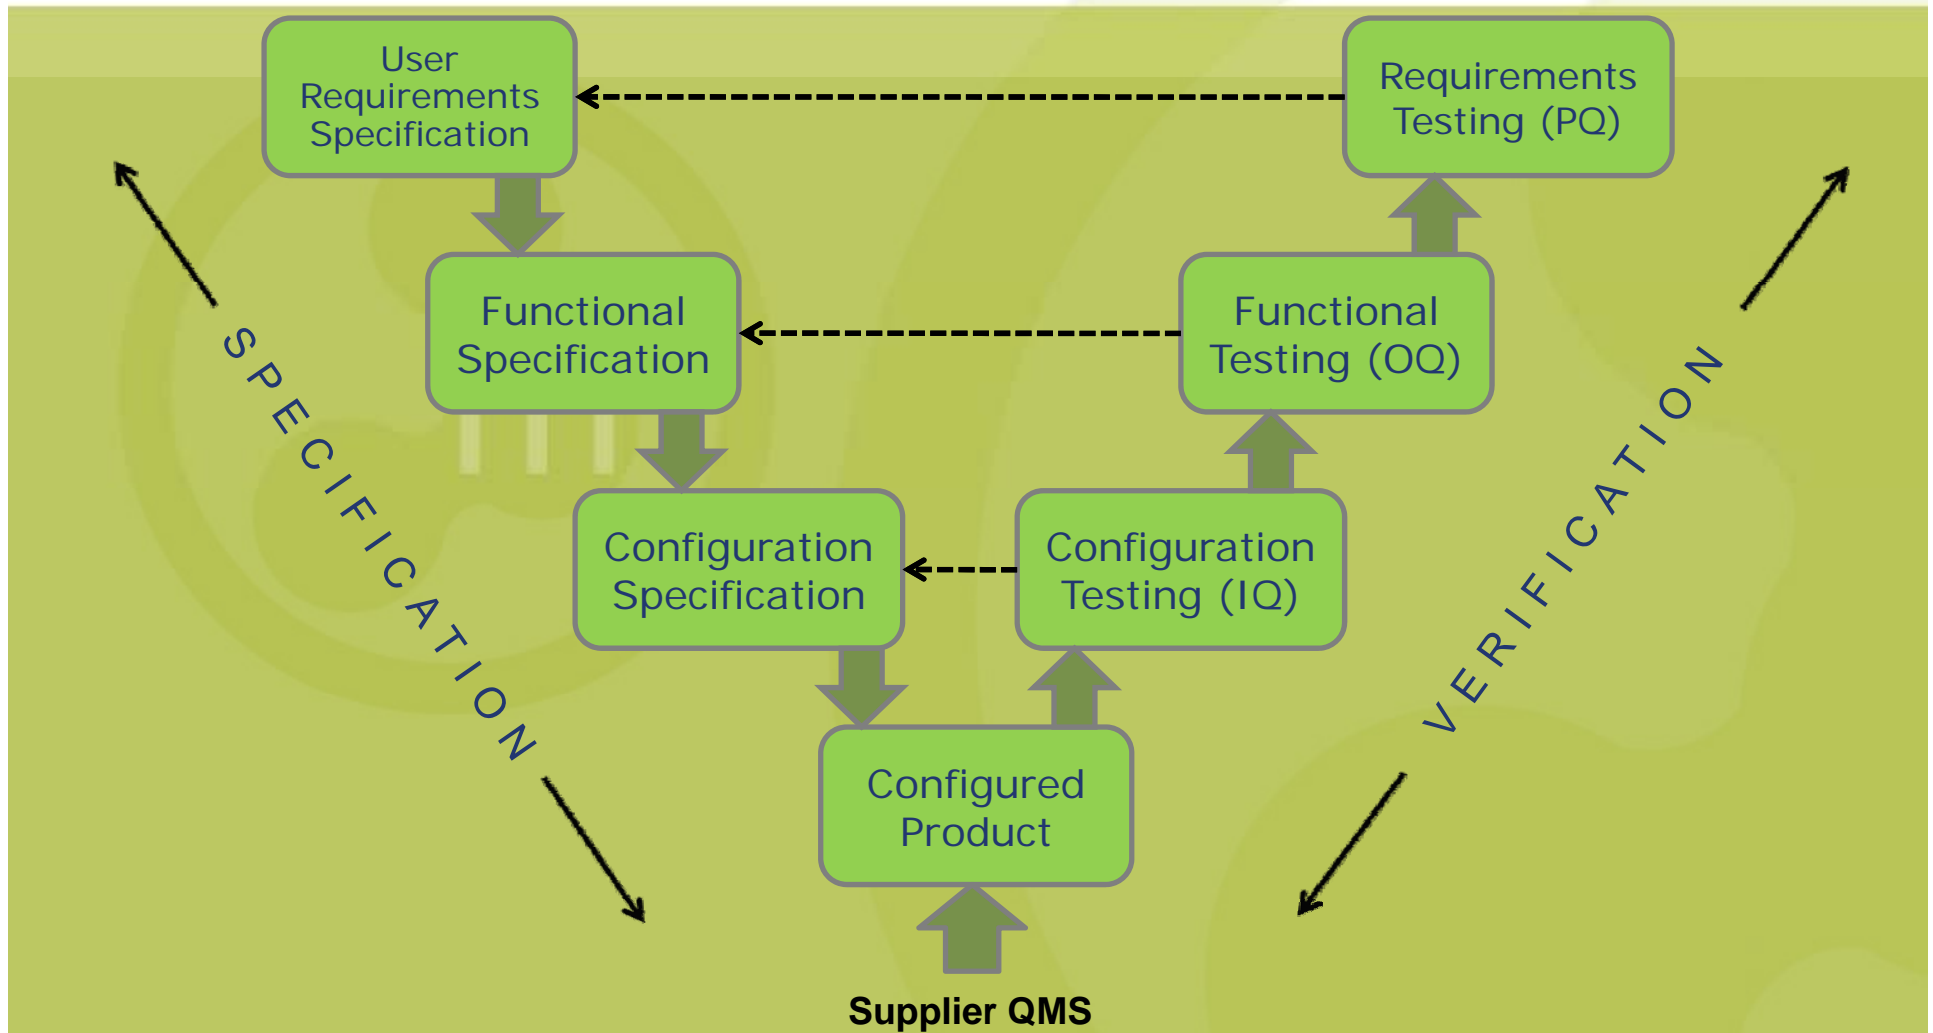 User
Requirements
Specification
Requirements
Testing (PQ)
Functional
Specification
Functional
Testing (OQ)
SPECIFICATION
VERIFICATION
Configuration
Specification
Configuration
Testing (IQ)
Configured
Product
Supplier QMS